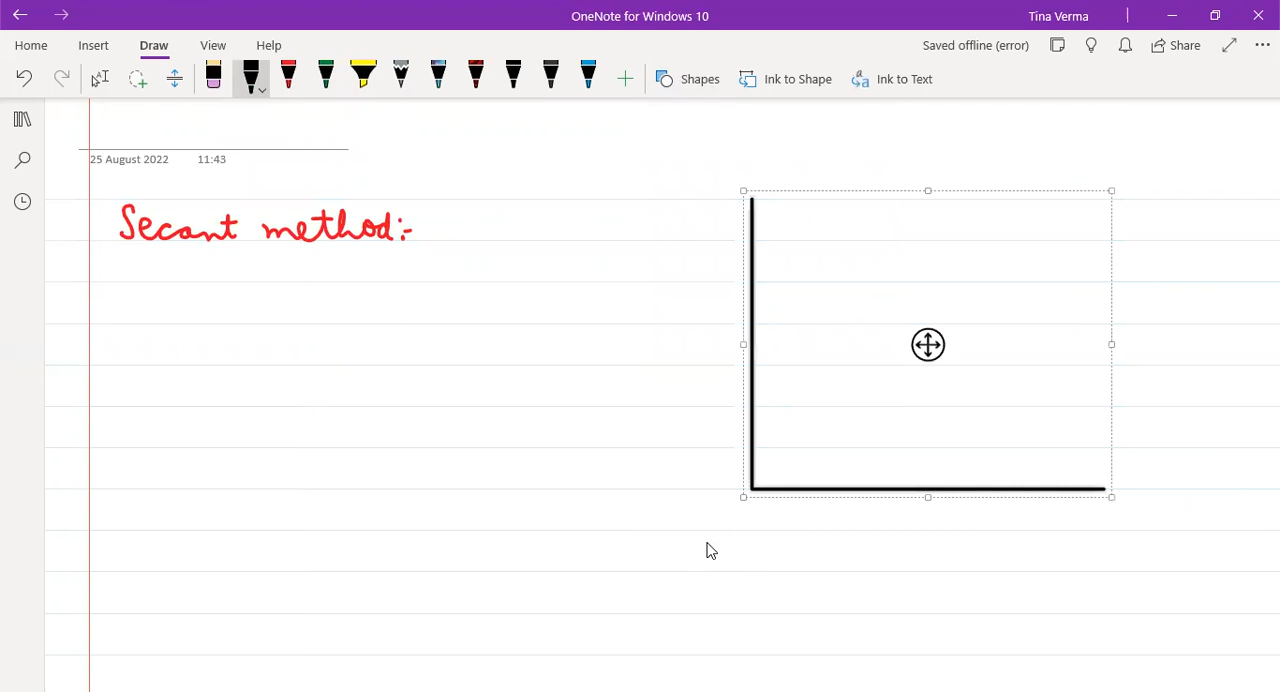 OneNote for Windows 10
Tina Verma
Home Insert Draw View Help
Saved offline (error)
Share
Shapes
Ink to Shape
Ink to Text
25 August 2022 11:43
Secant method:-